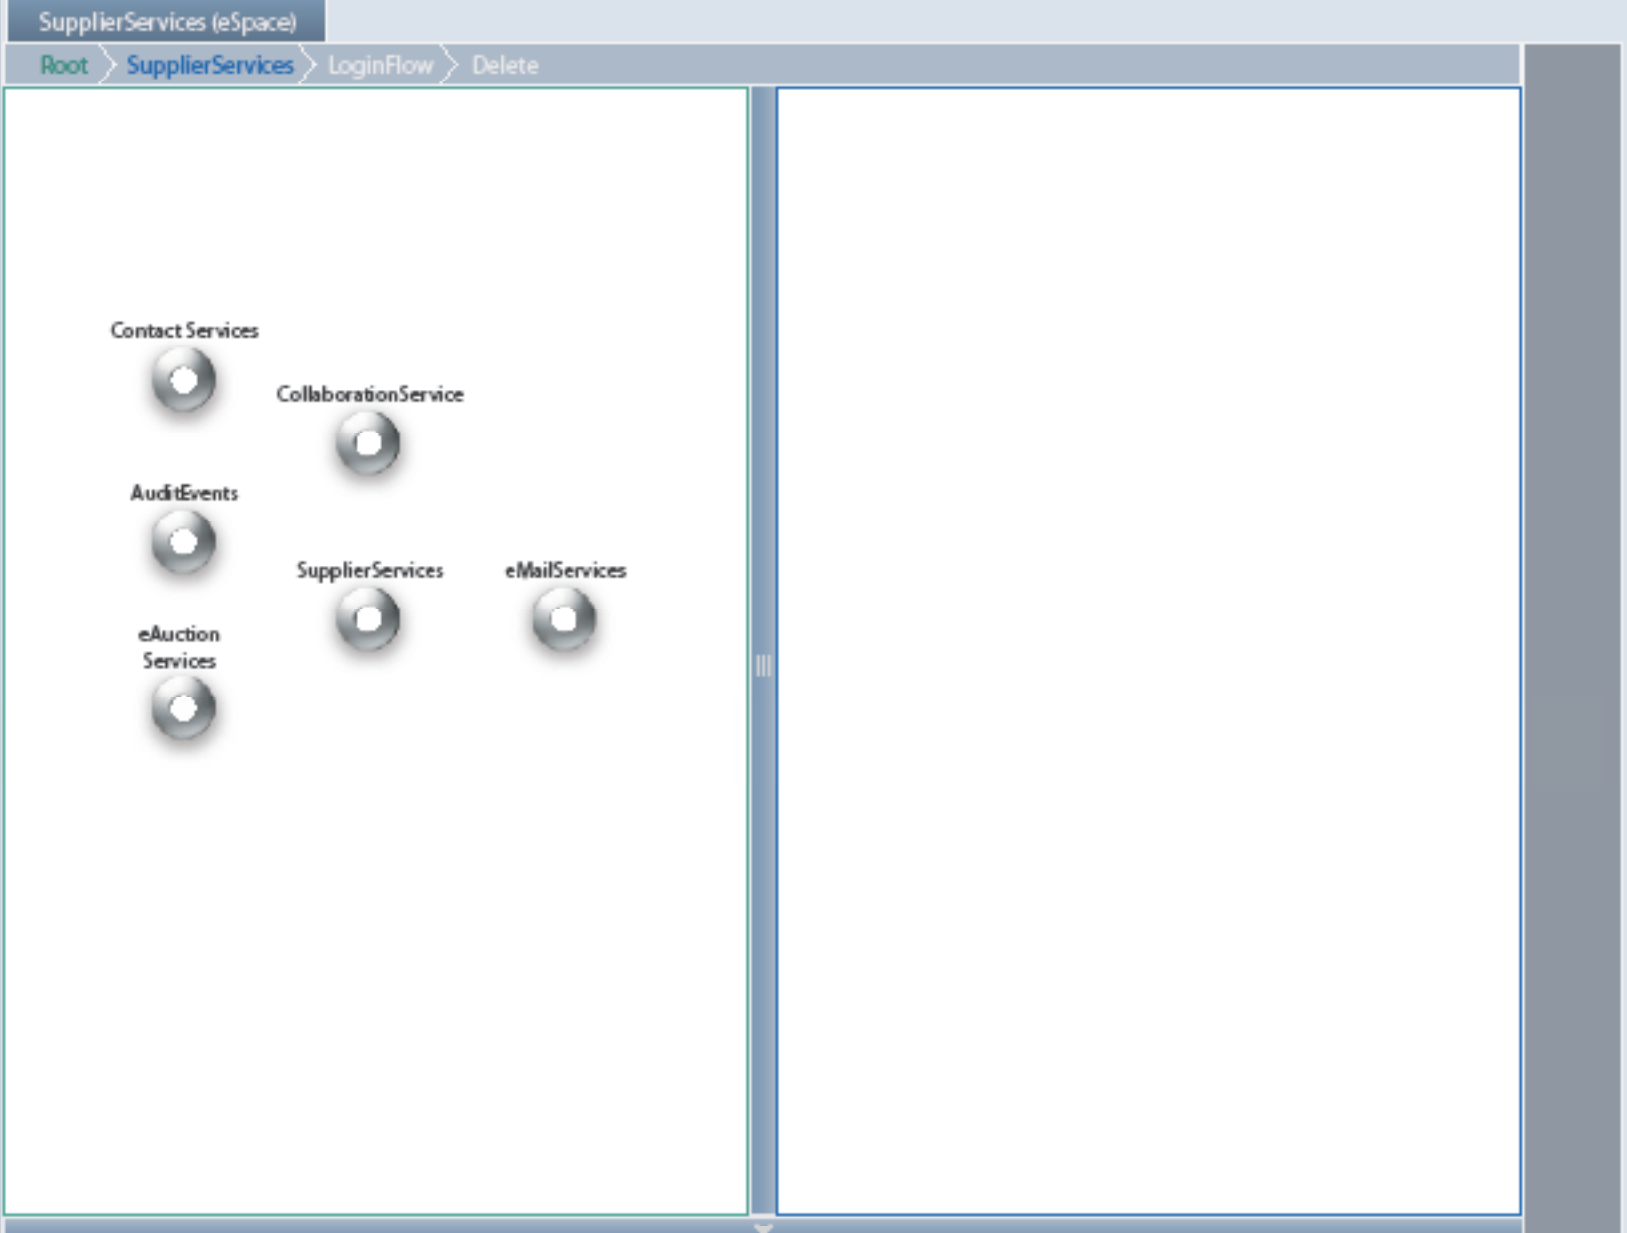 SupplierServices (eSpace)
Root SupplierServices LoginFlow Delete
Contact Services
CollaborationService
AuditEvents
SupplierServices eMailServices
eAuction
Services